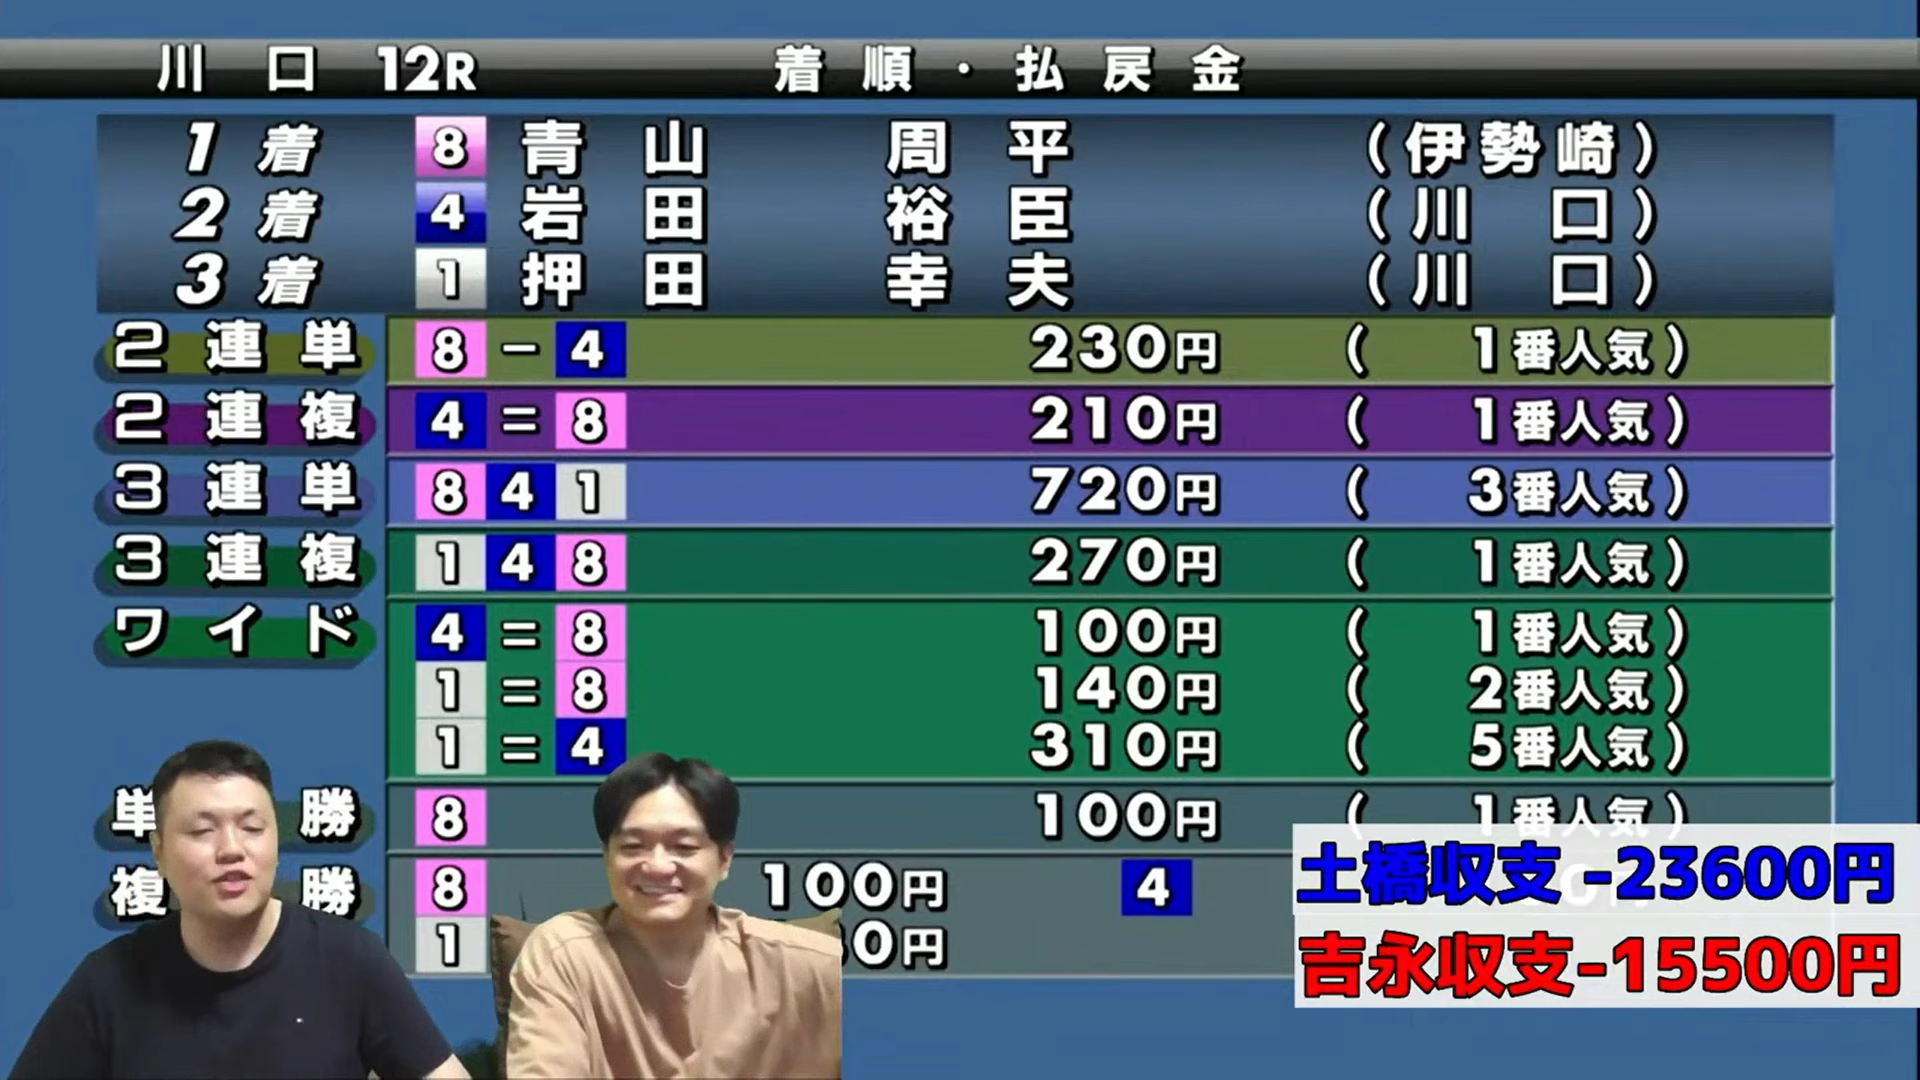 川口 12R 着順・払戻金
1着 8 青山 周平 (伊勢崎)
2着 4 岩田 裕臣 (川口)
3着 1 押田 幸夫 (川口)
2連単 8 - 4 230円 ( 1番人気)
2連複 4 = 8 210円 ( 1番人気)
3連単 8 4 1 720円 ( 3番人気)
3連複 1 4 8 270円 ( 1番人気)
ワイド 4 = 8 100円 ( 1番人気)
1 = 8 140円 ( 2番人気)
1 = 4 310円 ( 5番人気)
単勝 8 100円 ( 1番人気)
複勝 8 100円 4
1 0円
土橋収支 -23600円
吉永収支-15500円